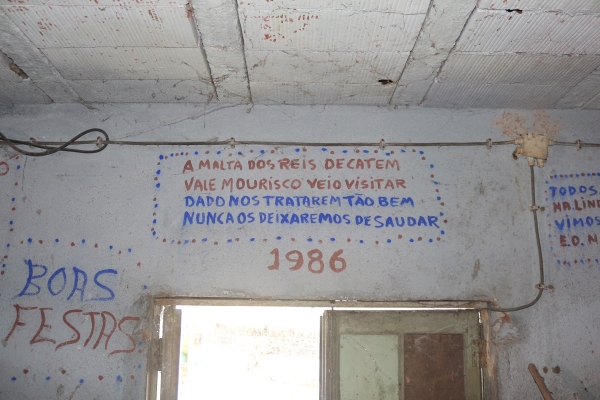 A MALTA DOS REIS DE CATEM
VALE MOURISCO VEIO VISITAR
DADO NOS TRATAREM TÃO BEM
NUNCA OS DEIXAREMOS DE SAUDAR
1986
BOAS
FESTAS
TODOS
VIMOS
E.O.N